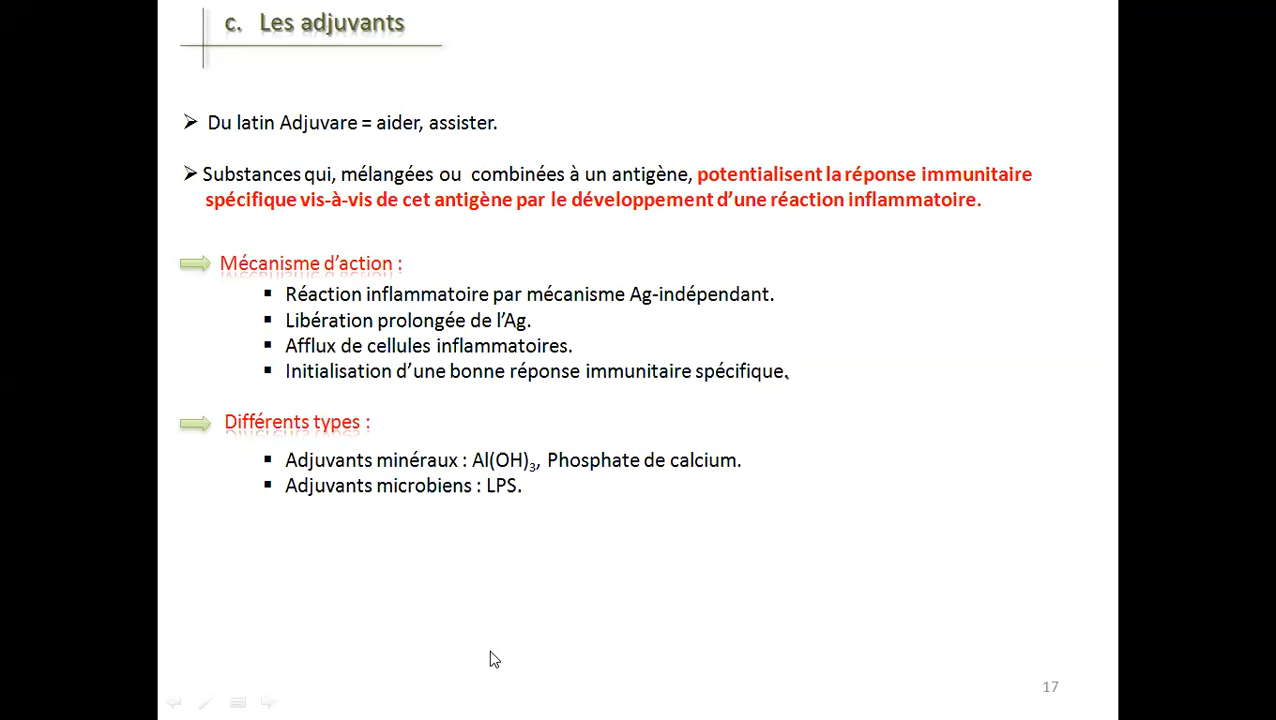 c. Les adjuvants
➢ Du latin Adjuvare = aider, assister.
➢ Substances qui, mélangées ou combinées à un antigène, potentialisent la réponse immunitaire
spécifique vis-à-vis de cet antigène par le développement d’une réaction inflammatoire.
Mécanisme d’action :
▪ Réaction inflammatoire par mécanisme Ag-indépendant.
▪ Libération prolongée de l’Ag.
▪ Afflux de cellules inflammatoires.
▪ Initialisation d’une bonne réponse immunitaire spécifique.
Différents types :
▪ Adjuvants minéraux : Al(OH)₃, Phosphate de calcium.
▪ Adjuvants microbiens : LPS.
17